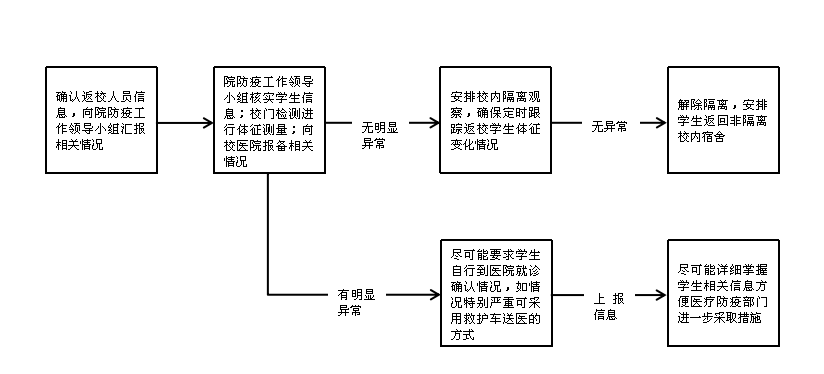 确认返校人员信
息，向院防疫工
作领导小组汇报
相关情况
院防疫工作领导
小组核实学生信
息；校门检测进
行体征测量；向
校医院报备相关
情况
无明显
异常
安排校内隔离观
察，确保定时跟
踪返校学生体征
变化情况
无异常
解除隔离，安排
学生返回非隔离
校内宿舍
有明显
异常
尽可能要求学生
自行到医院就诊
确认情况，如情
况特别严重可采
用救护车送医的
方式
上 报
信息
尽可能详细掌握
学生相关信息方
便医疗防疫部门
进一步采取措施